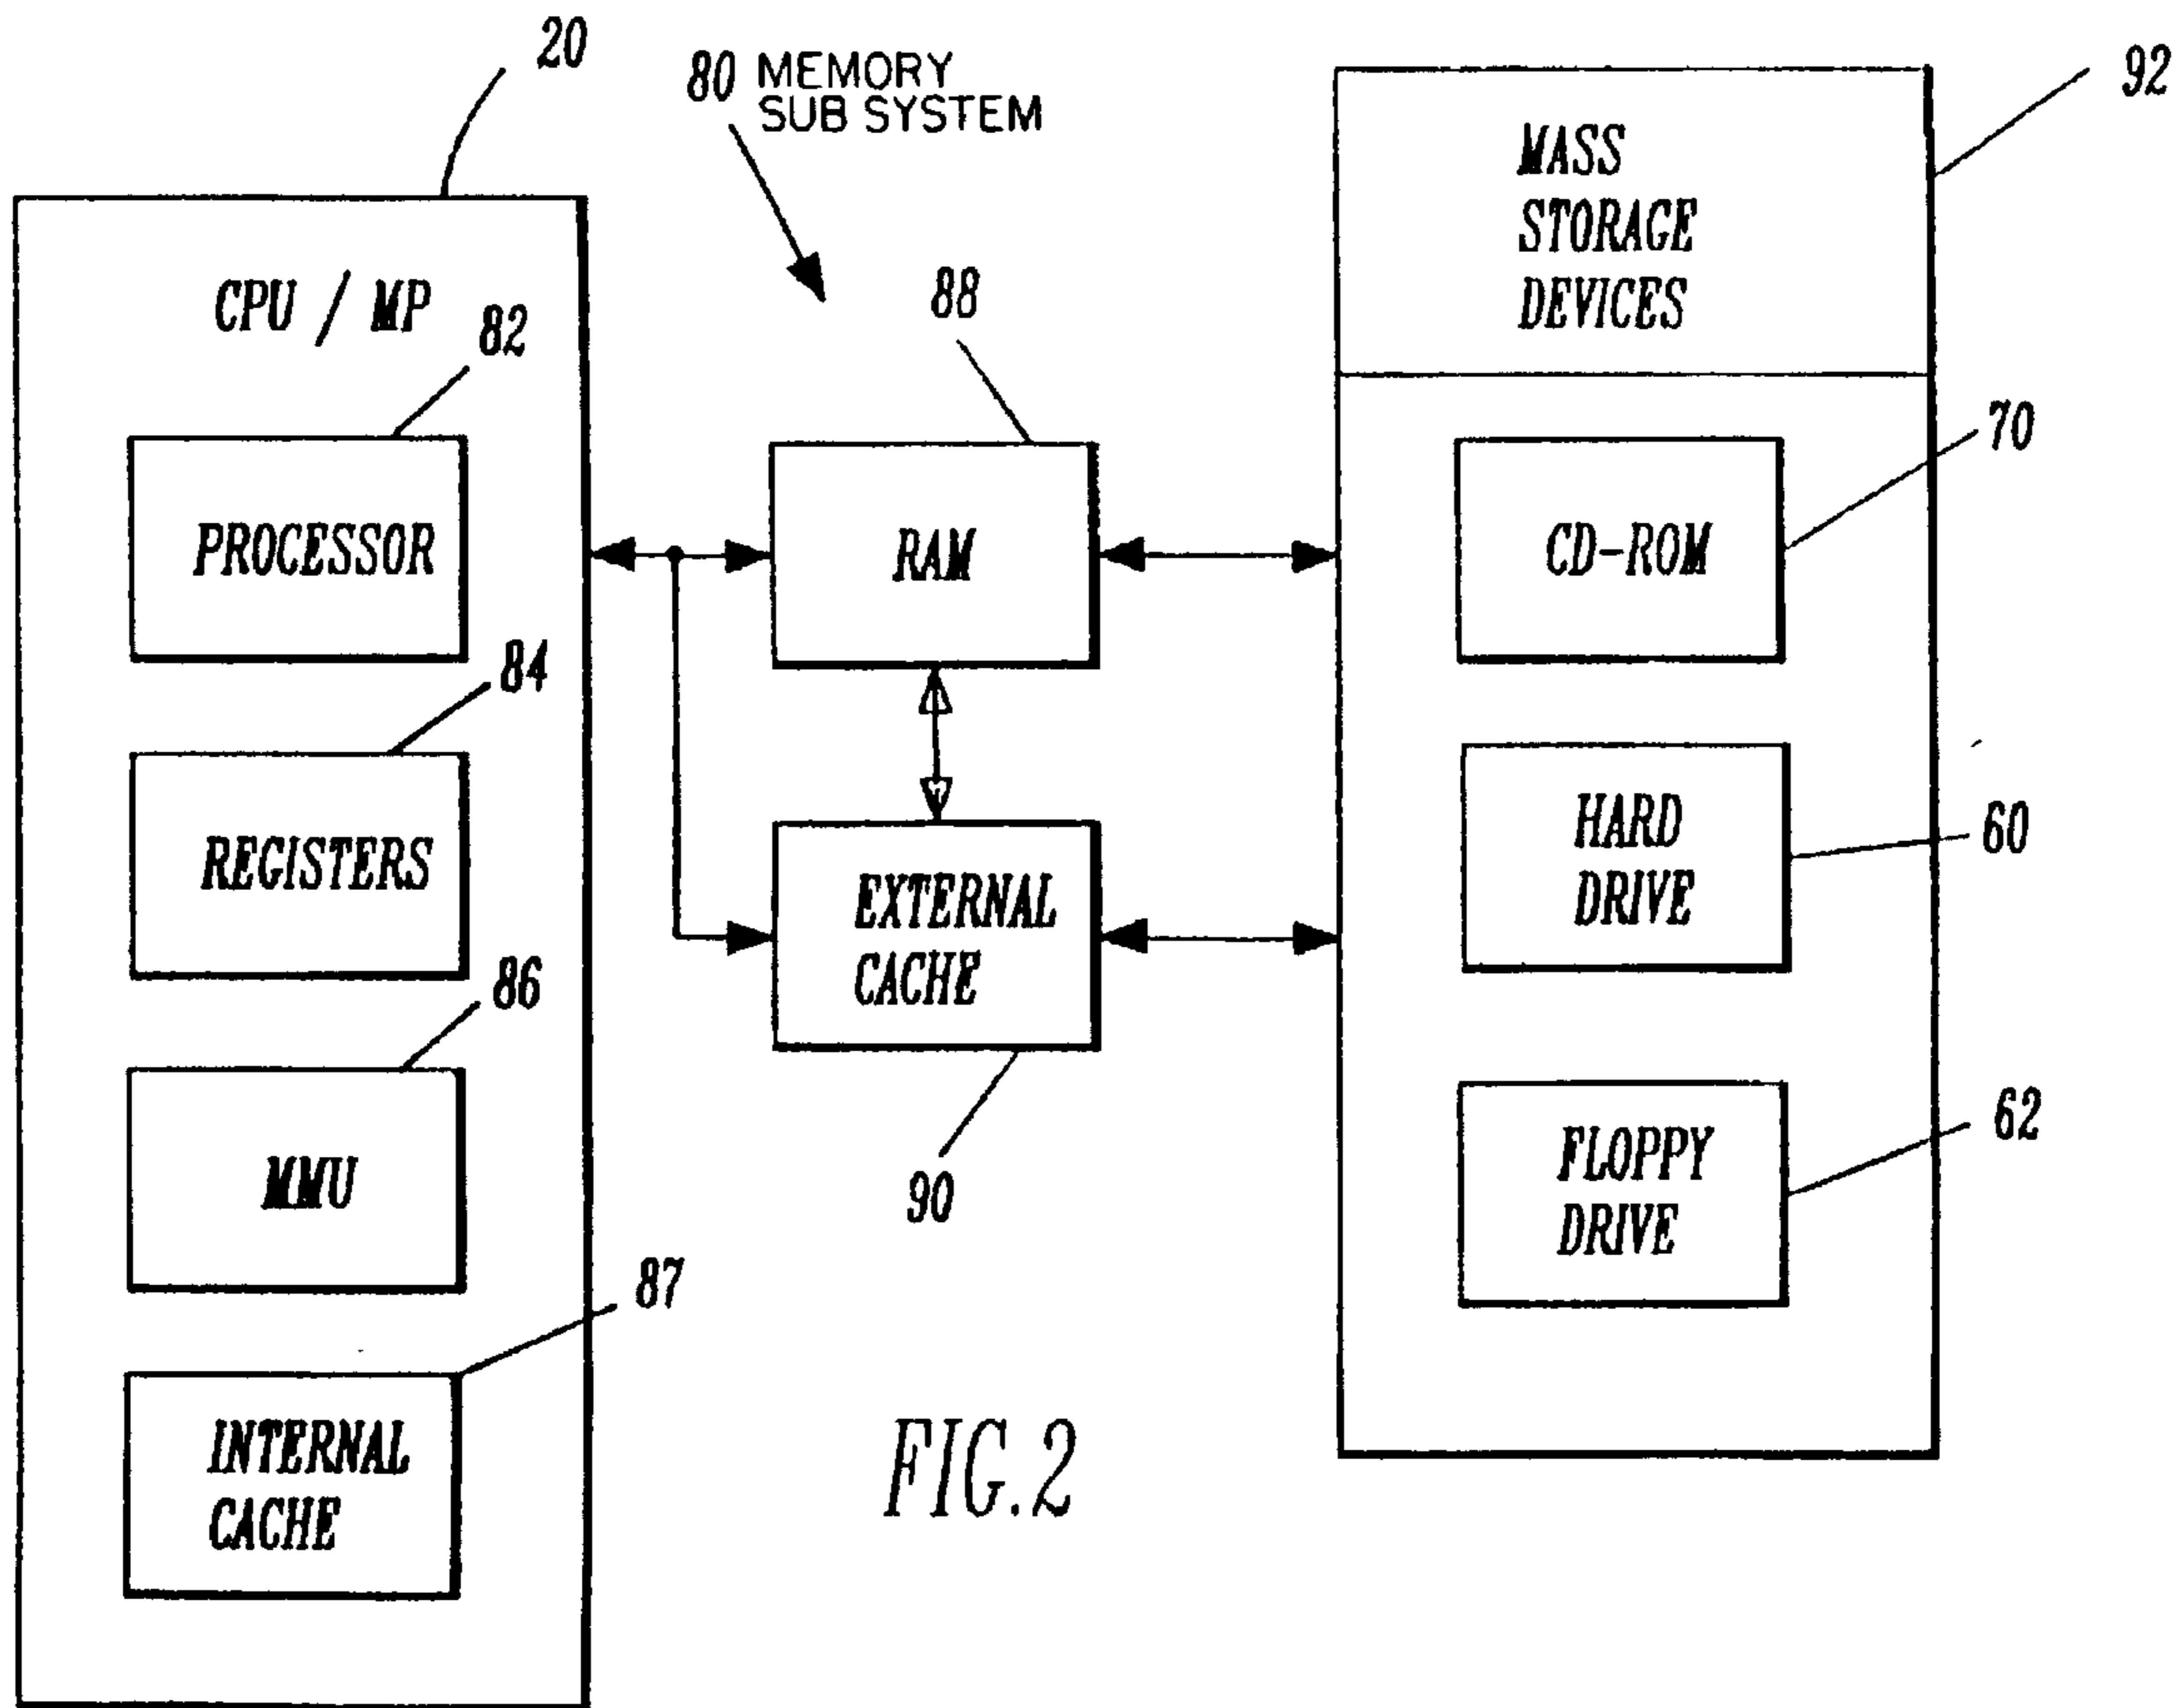 20
80 MEMORY
SUB SYSTEM
92
MASS
STORAGE
DEVICES
CPU / MP
82
88
70
PROCESSOR
RAM
CD-ROM
84
REGISTERS
HARD
DRIVE
60
EXTERNAL
CACHE
86
MMU
90
FLOPPY
DRIVE
62
87
INTERNAL
CACHE
FIG.2